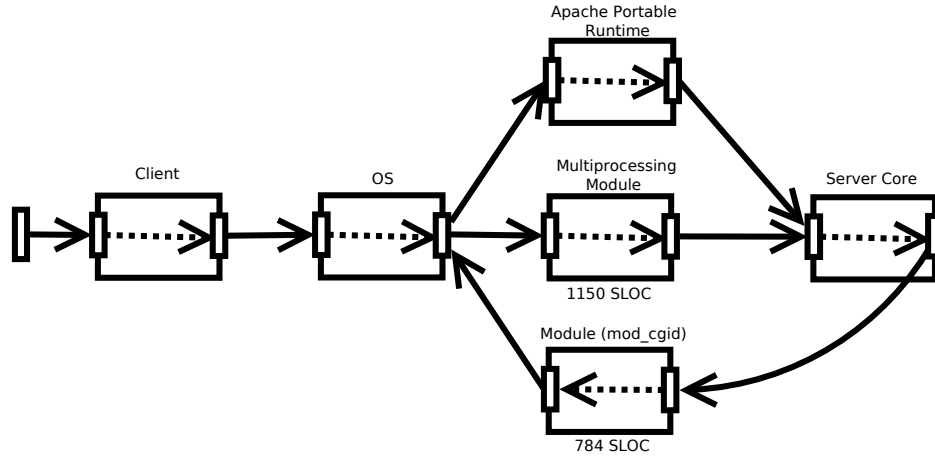 Apache Portable
Runtime
Client
OS
Multiprocessing
Module
Server Core
1150 SLOC
Module (mod_cgid)
784 SLOC